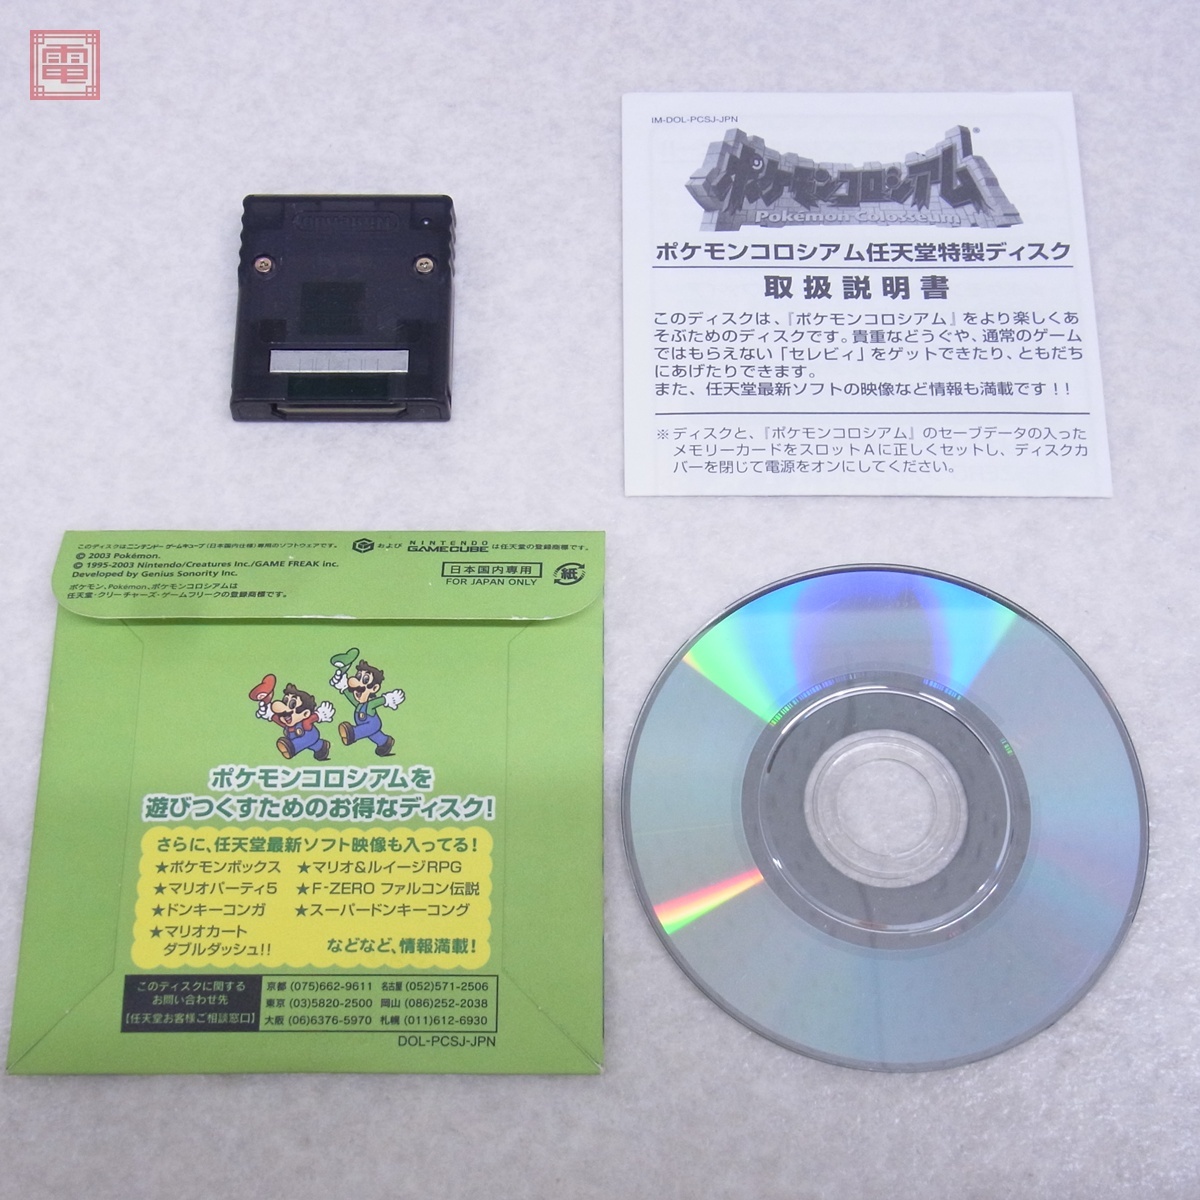 電
Nintendo
IM-DOL-PCSJ-JPN
ポケモンコロシアム
Pokémon Colosseum
ポケモンコロシアム任天堂特製ディスク
取扱説明書
このディスクは、『ポケモンコロシアム』をより楽しくあ
そぶためのディスクです。貴重などうぐや、通常のゲーム
ではもらえない「セレビィ」をゲットできたり、ともだち
にあげたりできます。
また、任天堂最新ソフトの映像など情報も満載です!!
※ディスクと、『ポケモンコロシアム』のセーブデータの入った
メモリーカードをスロットAに正しくセットし、ディスクカ
バーを閉じて電源をオンにしてください。
このディスクはニンテンドー ゲームキューブ(日本国内仕様)専用のソフトウェアです。
および NINTENDO GAMECUBE は任天堂の登録商標です。
© 2003 Pokémon.
© 1995-2003 Nintendo/Creatures Inc./GAME FREAK inc.
Developed by Genius Sonority Inc.
ポケモン、Pokémon、ポケモンコロシアムは
任天堂・クリーチャーズ・ゲームフリークの登録商標です。
日本国内専用
FOR JAPAN ONLY
紙
ポケモンコロシアムを
遊びつくすためのお得なディスク!
さらに、任天堂最新ソフト映像も入ってる!
★ポケモンボックス ★マリオ&ルイージRPG
★マリオパーティ5 ★F-ZERO ファルコン伝説
★ドンキーコンガ ★スーパードンキーコング
★マリオカート
ダブルダッシュ!! などなど、情報満載!
このディスクに関する
お問い合わせ先
【任天堂お客様ご相談窓口】
京都 (075)662-9611 名古屋 (052)571-2506
東京 (03)5820-2500 岡山 (086)252-2038
大阪 (06)6376-5970 札幌 (011)612-6930
DOL-PCSJ-JPN